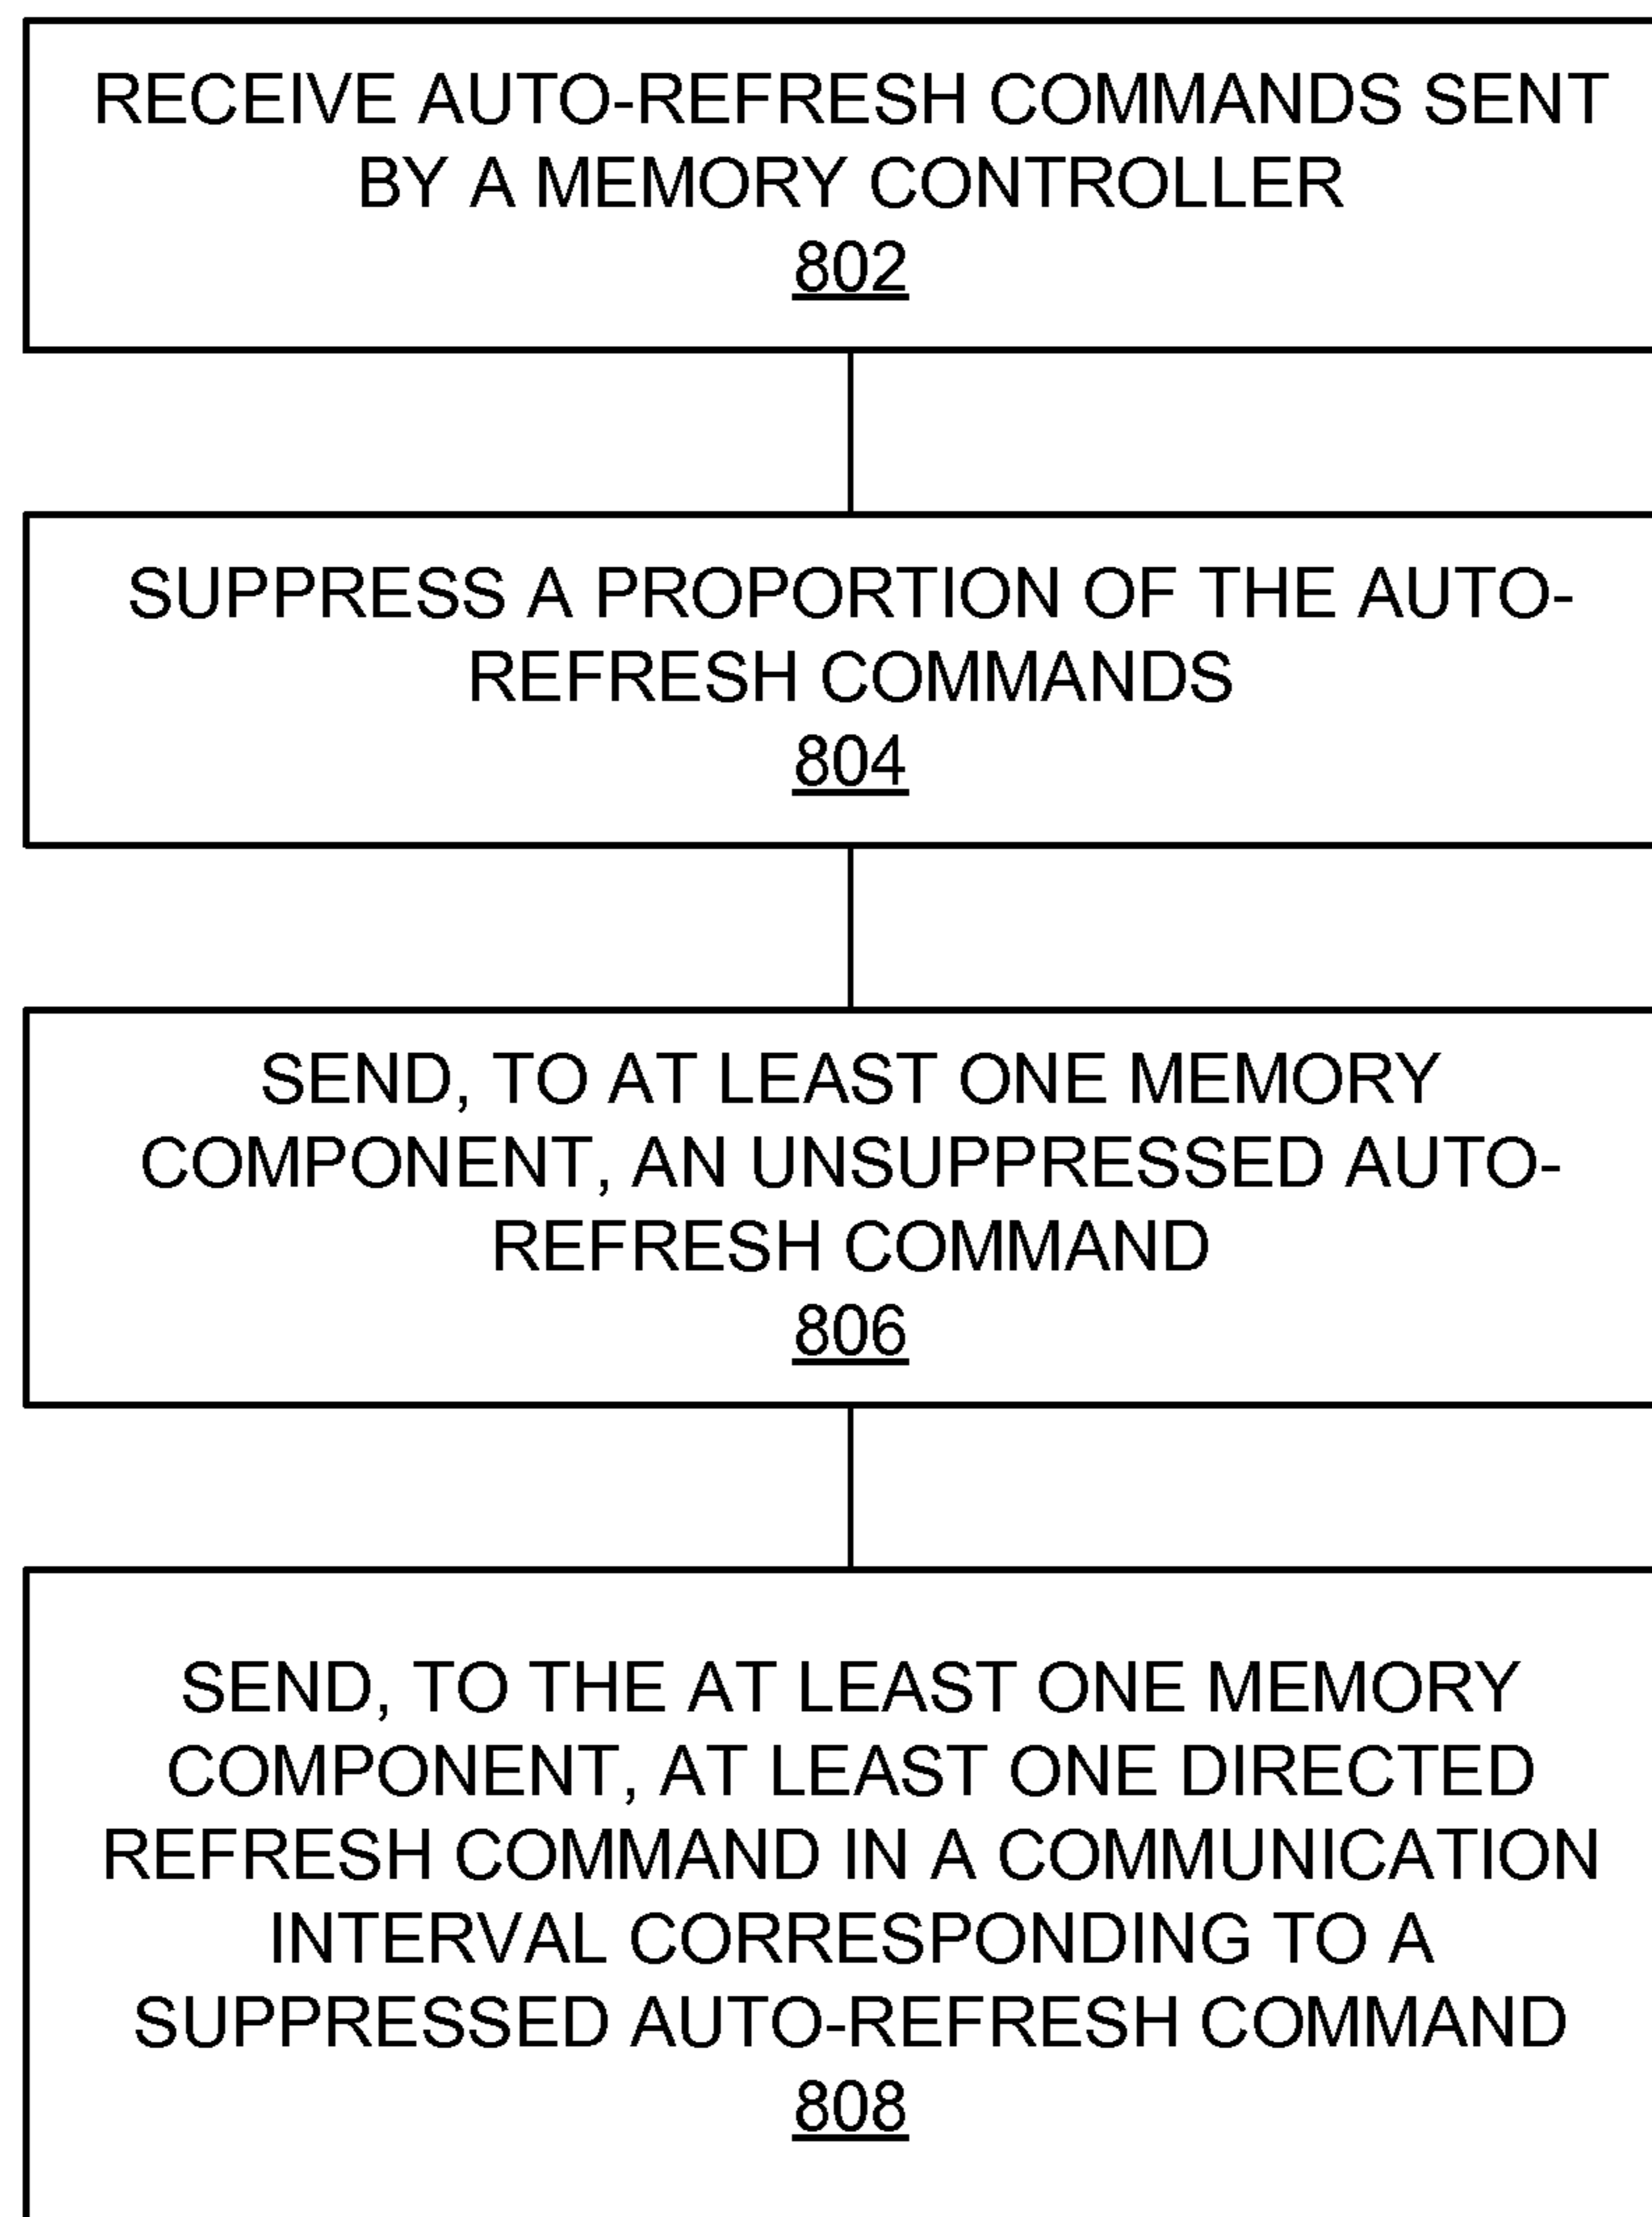 RECEIVE AUTO-REFRESH COMMANDS SENT
BY A MEMORY CONTROLLER
802
SUPPRESS A PROPORTION OF THE AUTO-
REFRESH COMMANDS
804
SEND, TO AT LEAST ONE MEMORY
COMPONENT, AN UNSUPPRESSED AUTO-
REFRESH COMMAND
806
SEND, TO THE AT LEAST ONE MEMORY
COMPONENT, AT LEAST ONE DIRECTED
REFRESH COMMAND IN A COMMUNICATION
INTERVAL CORRESPONDING TO A
SUPPRESSED AUTO-REFRESH COMMAND
808